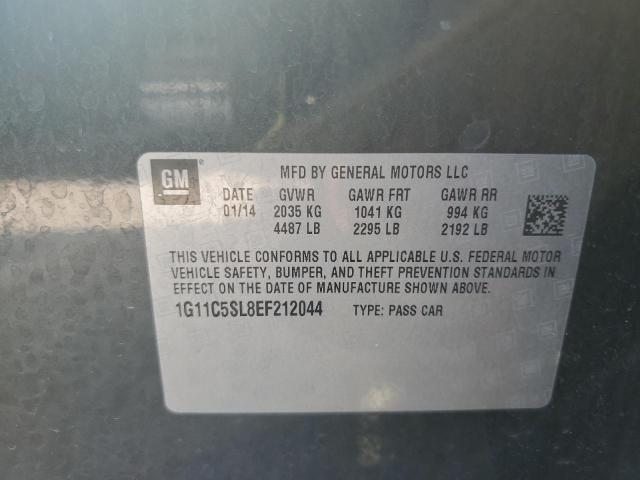 GM
MFD BY GENERAL MOTORS LLC
DATE GVWR GAWR FRT GAWR RR
01/14 2035 KG 1041 KG 994 KG
4487 LB 2295 LB 2192 LB
THIS VEHICLE CONFORMS TO ALL APPLICABLE U.S. FEDERAL MOTOR
VEHICLE SAFETY, BUMPER, AND THEFT PREVENTION STANDARDS IN
EFFECT ON THE DATE OF MANUFACTURE SHOWN ABOVE.
1G11C5SL8EF212044 TYPE: PASS CAR